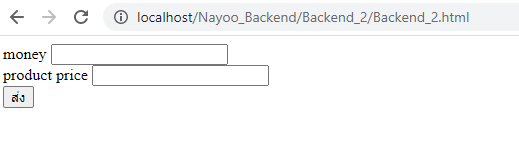 localhost/Nayoo_Backend/Backend_2/Backend_2.html
money
product price
ส่ง